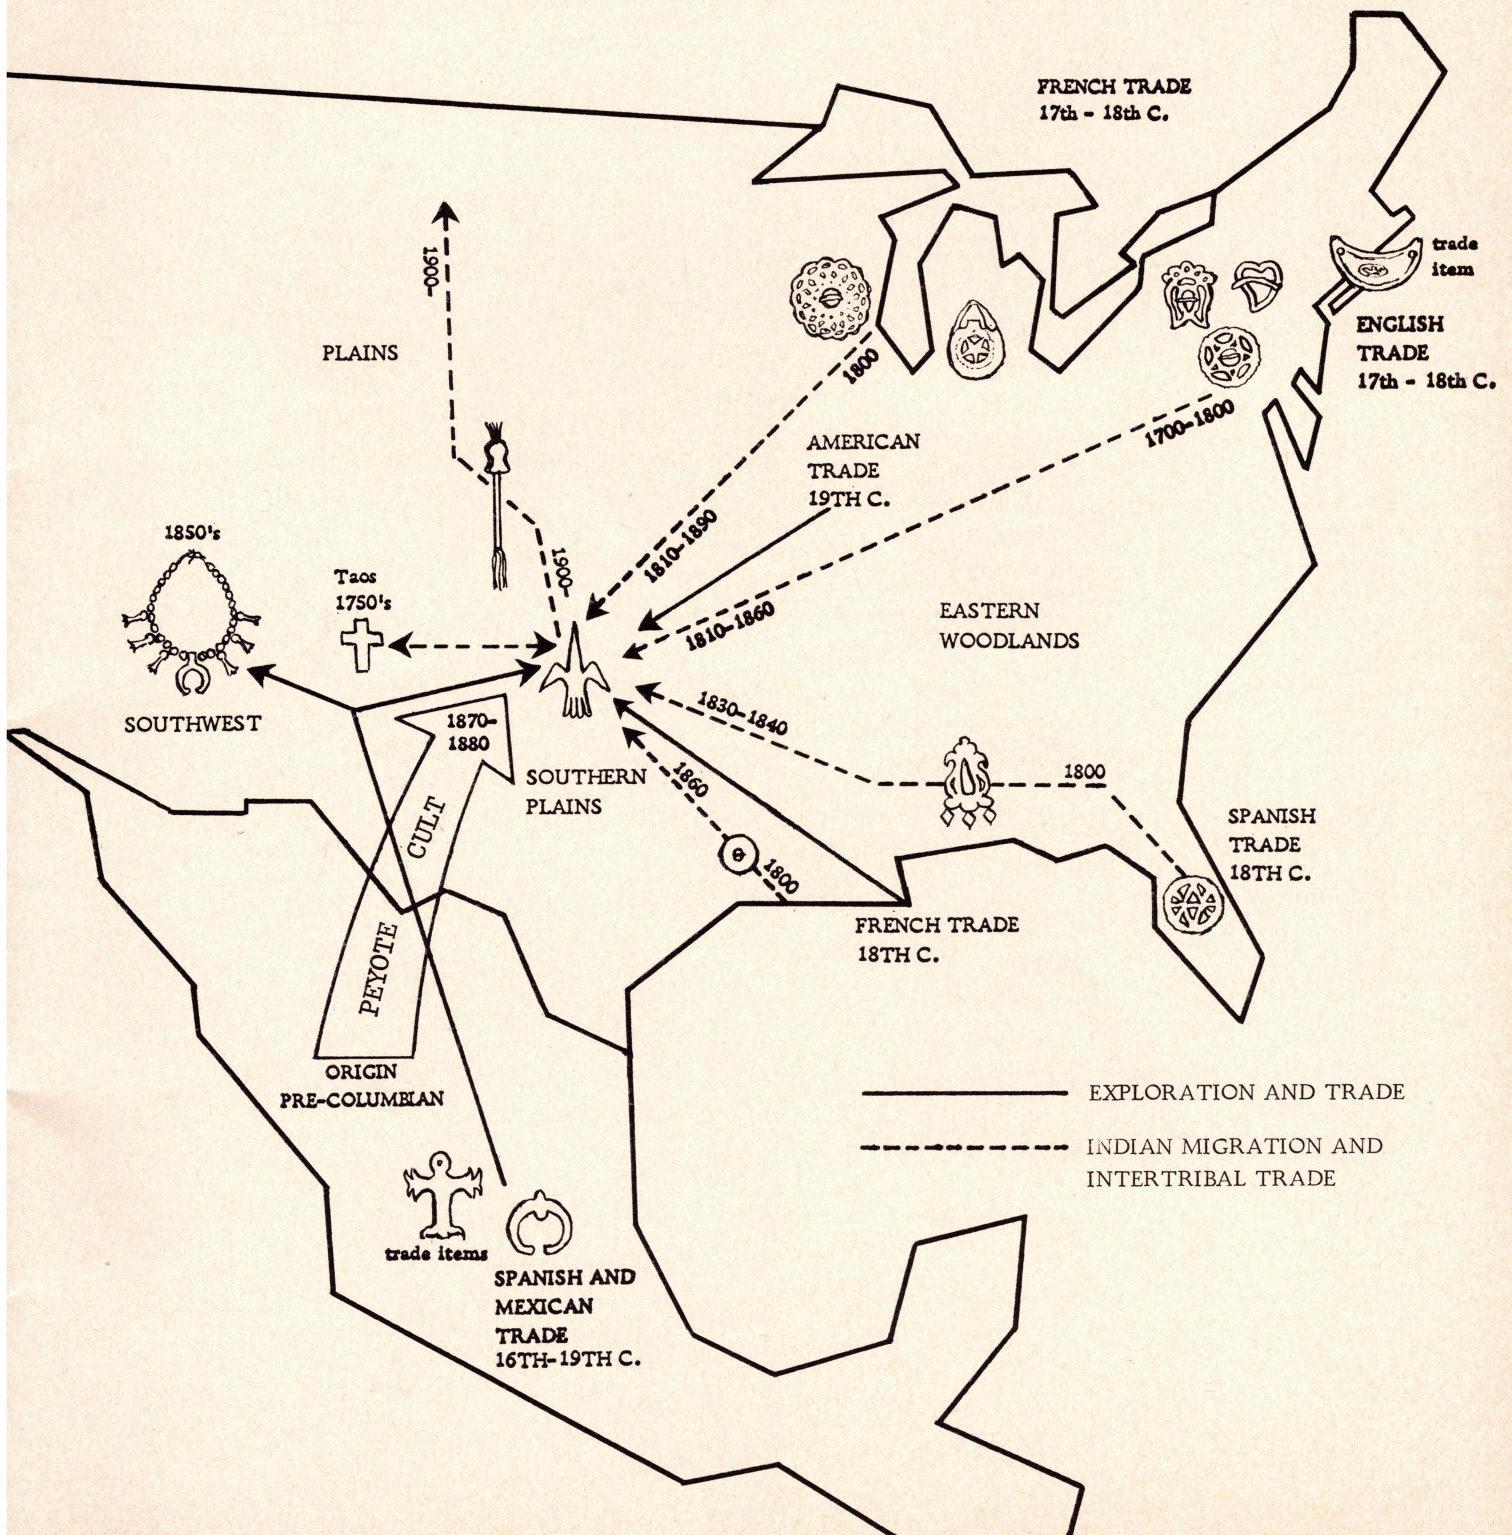 FRENCH TRADE
17th - 18th C.
trade
item
ENGLISH
TRADE
17th - 18th C.
1900-
PLAINS
1800
1700-1800
AMERICAN
TRADE
19TH C.
1810-1890
1850's
Taos
1750's
1900-
1810-1860
EASTERN
WOODLANDS
SOUTHWEST
1870-
1880
1830-1840
SOUTHERN
PLAINS
1860
1800
SPANISH
TRADE
18TH C.
CULT
1800
PEYOTE
FRENCH TRADE
18TH C.
ORIGIN
PRE-COLUMBIAN
EXPLORATION AND TRADE
INDIAN MIGRATION AND
INTERTRIBAL TRADE
trade items
SPANISH AND
MEXICAN
TRADE
16TH-19TH C.